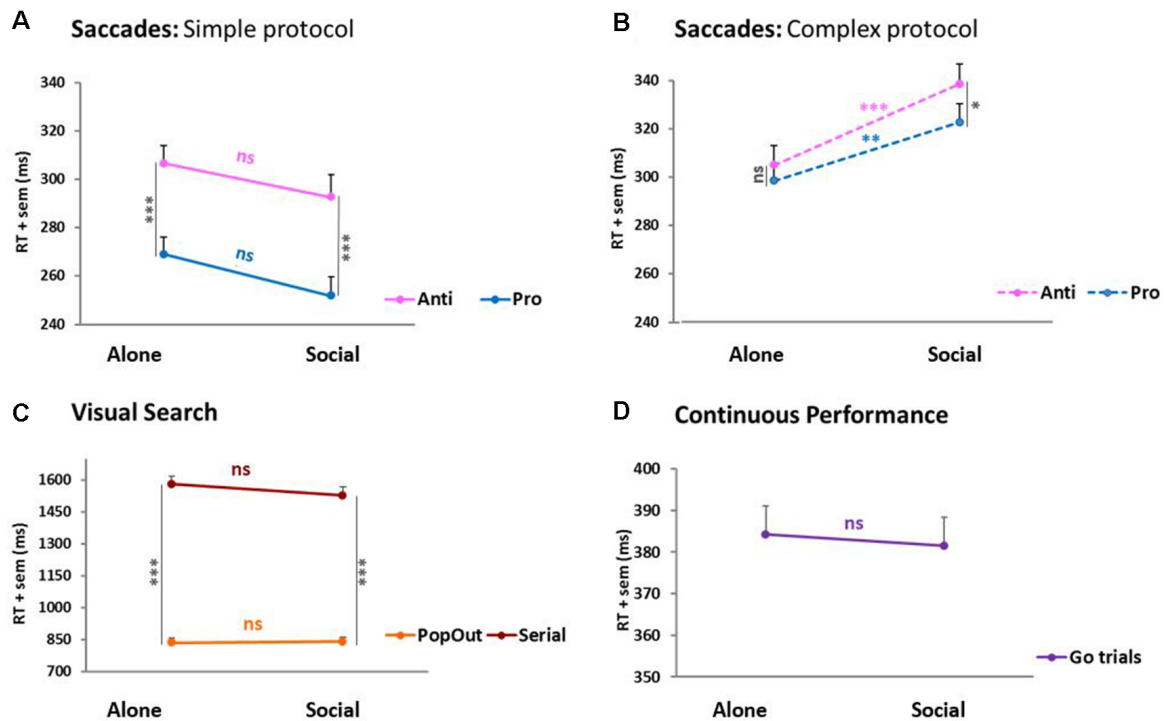 A Saccades: Simple protocol
RT + sem (ms)
340
320
300
280
260
240
***
ns
ns
***
Anti Pro
Alone Social
B Saccades: Complex protocol
RT + sem (ms)
340
320
300
280
260
240
ns
***
**
*
Anti Pro
Alone Social
C Visual Search
RT + sem (ms)
1600
1450
1300
1150
1000
850
700
ns
***
***
ns
PopOut Serial
Alone Social
D Continuous Performance
RT + sem (ms)
400
390
380
370
360
350
ns
Go trials
Alone Social